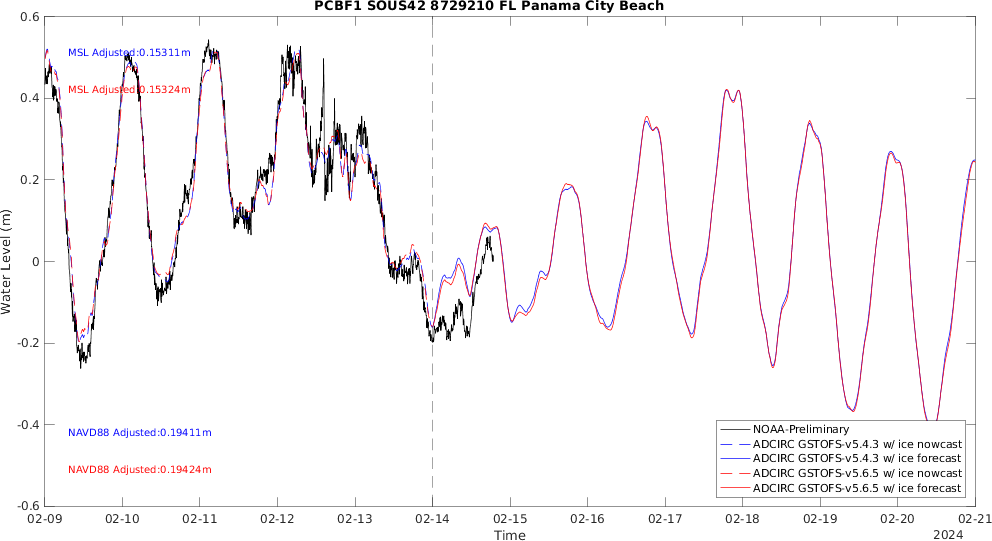 PCBF1 SOUS42 8729210 FL Panama City Beach
0.6
0.4
0.2
0
-0.2
-0.4
-0.6
Water Level (m)
MSL Adjusted:0.15311m
MSL Adjusted:0.15324m
NAVD88 Adjusted:0.19411m
NAVD88 Adjusted:0.19424m
NOAA-Preliminary
ADCIRC GSTOFS-v5.4.3 w/ ice nowcast
ADCIRC GSTOFS-v5.4.3 w/ ice forecast
ADCIRC GSTOFS-v5.6.5 w/ ice nowcast
ADCIRC GSTOFS-v5.6.5 w/ ice forecast
02-09 02-10 02-11 02-12 02-13 02-14 02-15 02-16 02-17 02-18 02-19 02-20 02-21
Time
2024